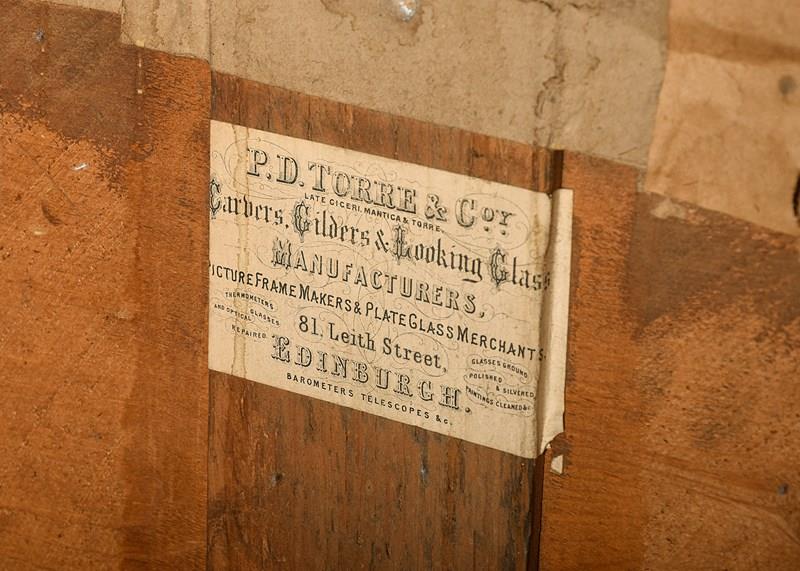 P. D. TORRE & Coy.
LATE CICERI, MANTICA & TORRE,
Carvers, Gilders & Looking Glass
MANUFACTURERS,
ICTURE FRAME MAKERS & PLATE GLASS MERCHANTS.
THERMOMETERS
AND OPTICAL GLASSES
REPAIRED
81, Leith Street,
EDINBURGH.
GLASSES GROUND
POLISHED & SILVERED,
PAINTINGS CLEANED &c
BAROMETERS TELESCOPES &c.